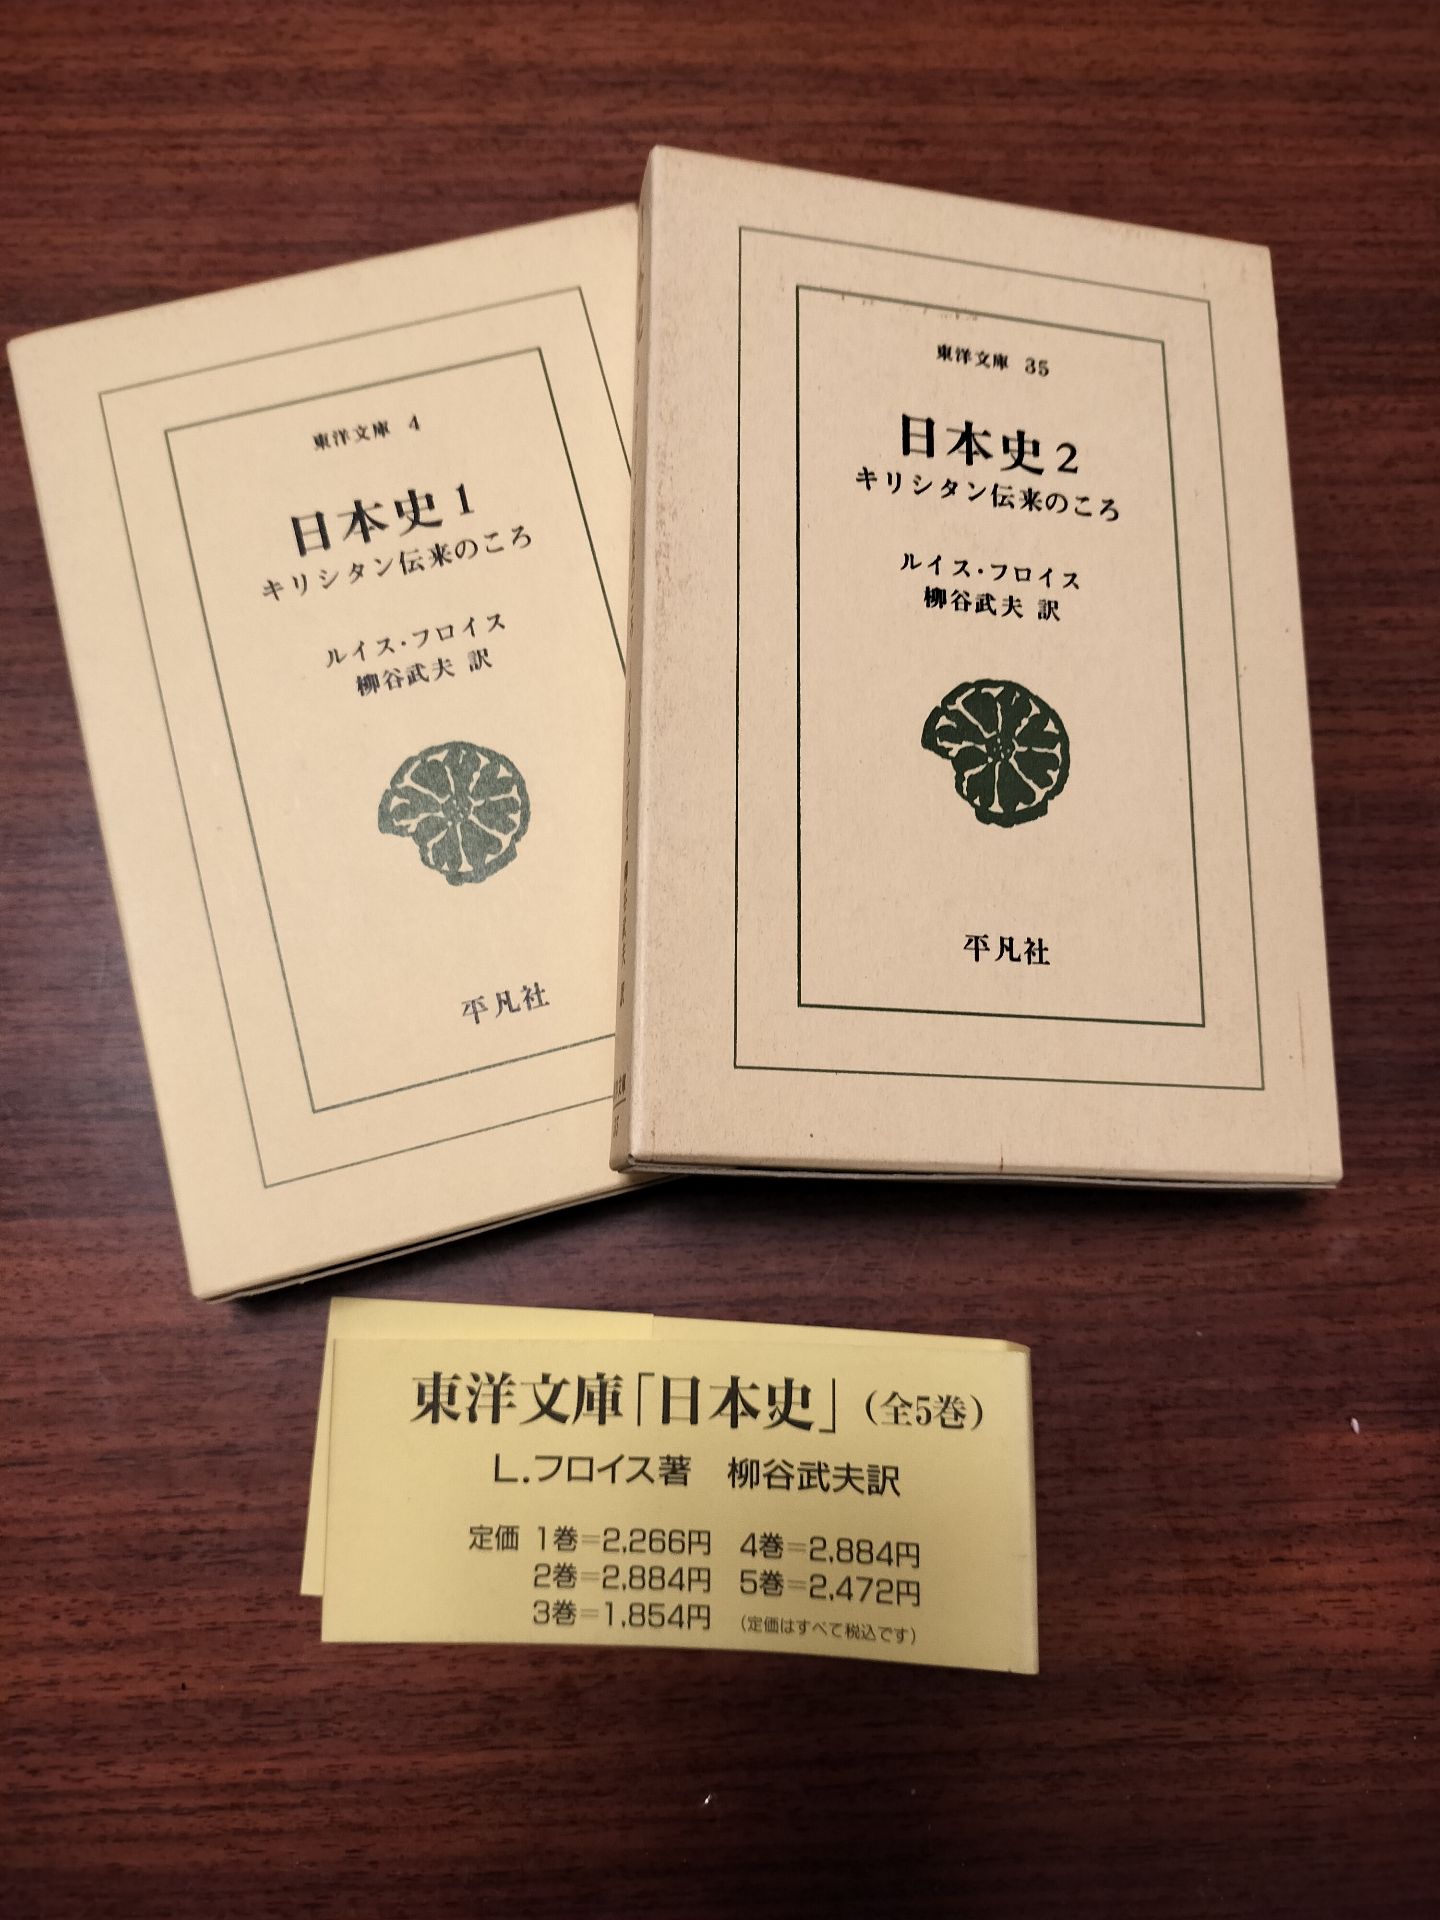 東洋文庫 4
日本史 1
キリシタン伝来のころ
ルイス・フロイス
柳谷武夫 訳
平凡社
東洋文庫 35
日本史 2
キリシタン伝来のころ
ルイス・フロイス
柳谷武夫 訳
平凡社
東洋文庫「日本史」(全5巻)
L.フロイス著 柳谷武夫訳
定価 1巻=2,266円 4巻=2,884円
2巻=2,884円 5巻=2,472円
3巻=1,854円 (定価はすべて税込です)